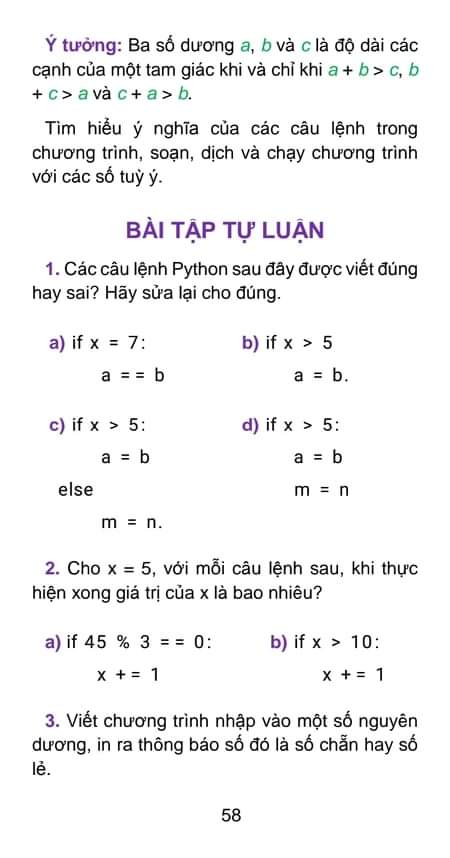 Ý tưởng: Ba số dương a, b và c là độ dài các
cạnh của một tam giác khi và chỉ khi a + b > c, b
+ c > a và c + a > b.
Tìm hiểu ý nghĩa của các câu lệnh trong
chương trình, soạn, dịch và chạy chương trình
với các số tuỳ ý.
BÀI TẬP TỰ LUẬN
1. Các câu lệnh Python sau đây được viết đúng
hay sai? Hãy sửa lại cho đúng.
a) if x = 7: b) if x > 5
a = = b a = b.
c) if x > 5: d) if x > 5:
a = b a = b
else m = n
m = n.
2. Cho x = 5, với mỗi câu lệnh sau, khi thực
hiện xong giá trị của x là bao nhiêu?
a) if 45 % 3 = = 0: b) if x > 10:
x + = 1 x + = 1
3. Viết chương trình nhập vào một số nguyên
dương, in ra thông báo số đó là số chẵn hay số
lẻ.
58